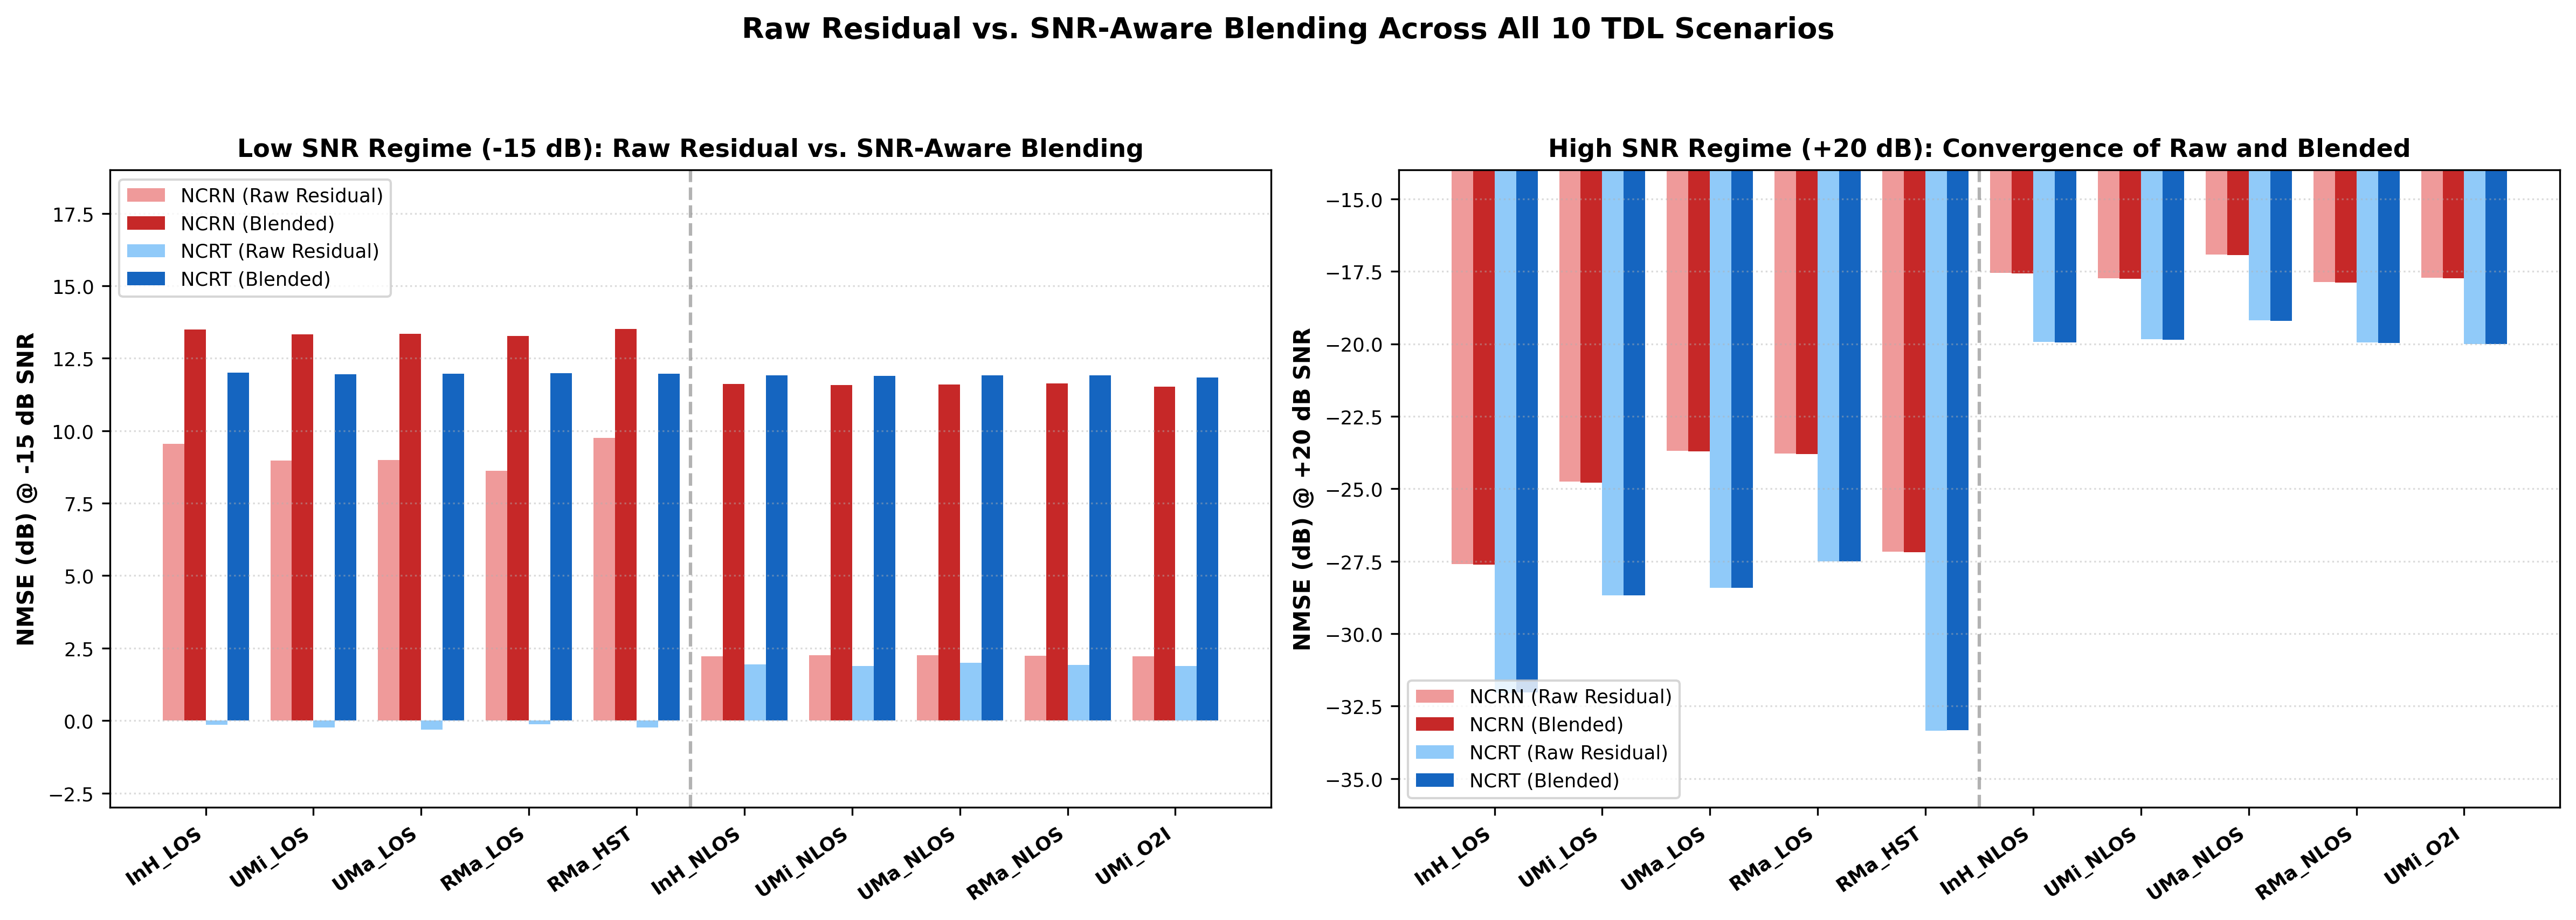 Raw Residual vs. SNR-Aware Blending Across All 10 TDL Scenarios
Low SNR Regime (-15 dB): Raw Residual vs. SNR-Aware Blending
NCRN (Raw Residual)
NCRN (Blended)
NCRT (Raw Residual)
NCRT (Blended)
NMSE (dB) @ -15 dB SNR
17.5
15.0
12.5
10.0
7.5
5.0
2.5
0.0
−2.5
InH_LOS
UMi_LOS
UMa_LOS
RMa_LOS
RMa_HST
InH_NLOS
UMi_NLOS
UMa_NLOS
RMa_NLOS
UMi_O2I
High SNR Regime (+20 dB): Convergence of Raw and Blended
NMSE (dB) @ +20 dB SNR
−15.0
−17.5
−20.0
−22.5
−25.0
−27.5
−30.0
−32.5
−35.0
NCRN (Raw Residual)
NCRN (Blended)
NCRT (Raw Residual)
NCRT (Blended)
InH_LOS
UMi_LOS
UMa_LOS
RMa_LOS
RMa_HST
InH_NLOS
UMi_NLOS
UMa_NLOS
RMa_NLOS
UMi_O2I